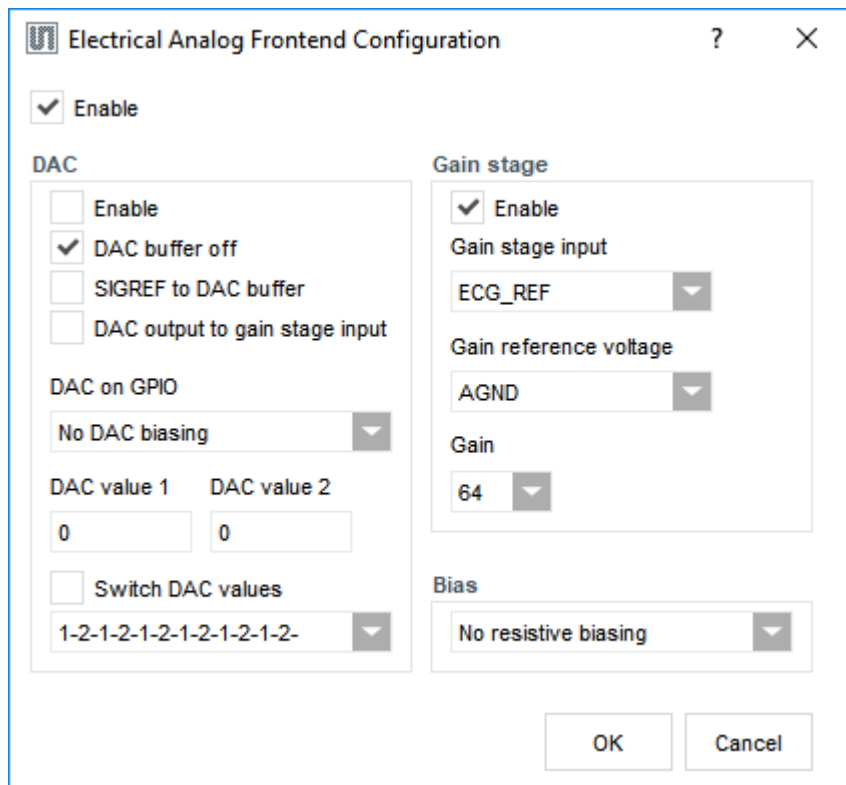 Electrical Analog Frontend Configuration ?
Enable
DAC
Enable
DAC buffer off
SIGREF to DAC buffer
DAC output to gain stage input
DAC on GPIO
No DAC biasing
DAC value 1 DAC value 2
0 0
Switch DAC values
1-2-1-2-1-2-1-2-1-2-1-2-
Gain stage
Enable
Gain stage input
ECG_REF
Gain reference voltage
AGND
Gain
64
Bias
No resistive biasing
OK Cancel